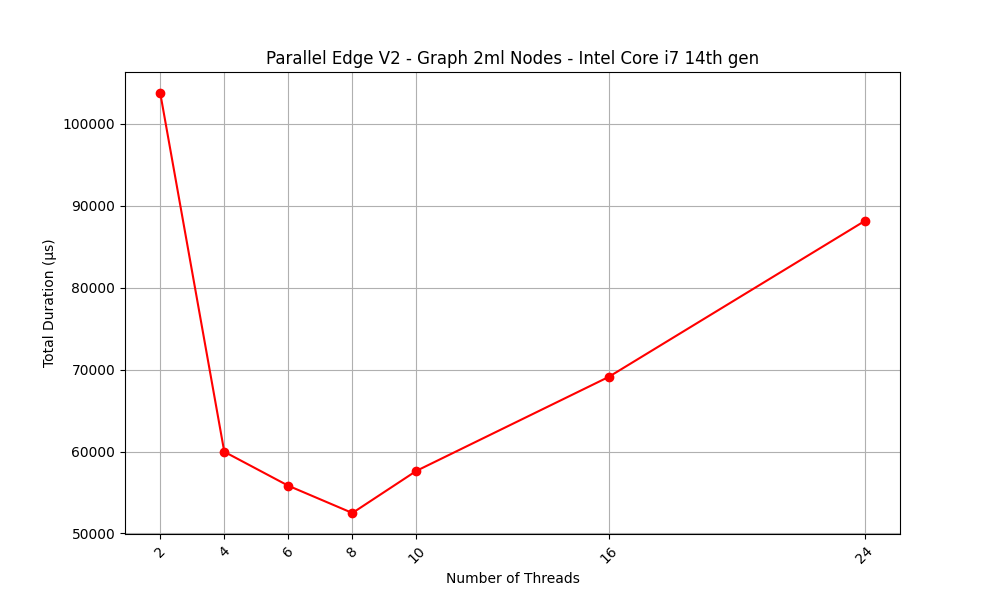 Parallel Edge V2 - Graph 2ml Nodes - Intel Core i7 14th gen
100000
90000
80000
70000
60000
50000
Total Duration (µs)
2 4 6 8 10 16 24
Number of Threads